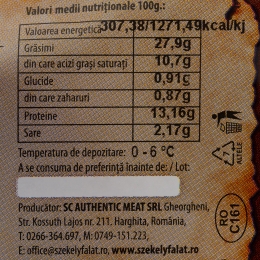 Valori medii nutriționale 100g.:
Valoarea energetică 307,38/1271,49kcal/kj
Grăsimi 27,9g
din care acizi grași saturați 10,7g
Glucide 0,91g
din care zaharuri 0,87g
Proteine 13,16g
Sare 2,17g
Temperatura de depozitare: 0 - 6 °C
A se consuma de preferință înainte de: / Lot:
ALTELE
Producător: SC AUTHENTIC MEAT SRL Gheorgheni,
Str. Kossuth Lajos nr. 211, Harghita, România,
T: 0266-364.697, M: 0749-151.223,
E: office@szekelyfalat.ro, www.szekelyfalat.ro
RO
C161